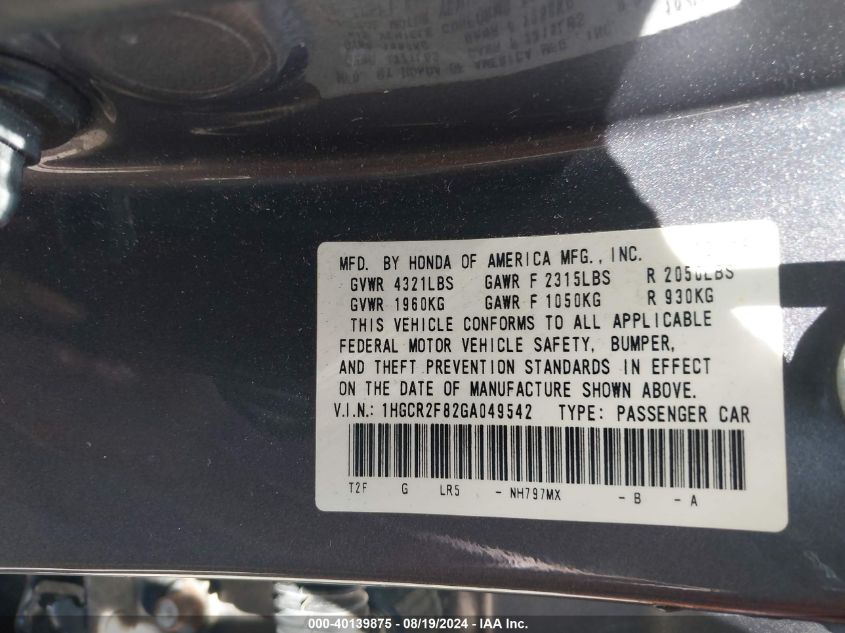 MFD. BY HONDA OF AMERICA MFG., INC.
GVWR 4321LBS GAWR F 2315LBS R 2050LBS
GVWR 1960KG GAWR F 1050KG R 930KG
THIS VEHICLE CONFORMS TO ALL APPLICABLE
FEDERAL MOTOR VEHICLE SAFETY, BUMPER,
AND THEFT PREVENTION STANDARDS IN EFFECT
ON THE DATE OF MANUFACTURE SHOWN ABOVE.
V.I.N.: 1HGCR2F82GA049542 TYPE: PASSENGER CAR
T2F G LR5 - NH797MX - B - A
000-40139875 - 08/19/2024 - IAA Inc.